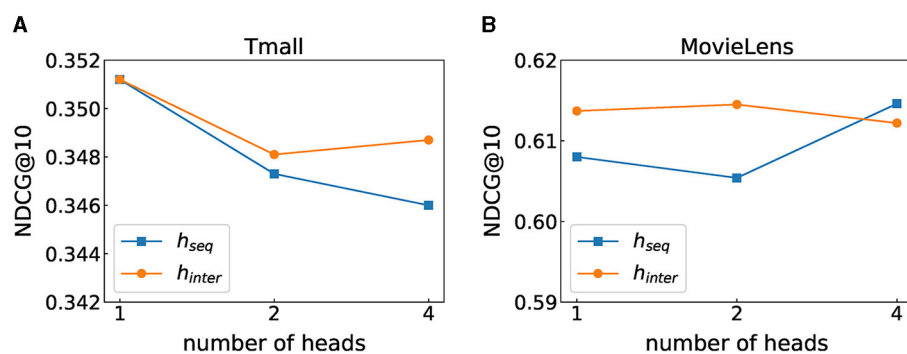 A
Tmall
NDCG@10
0.352
0.350
0.348
0.346
0.344
0.342
h_seq
h_inter
1
2
4
number of heads
B
MovieLens
NDCG@10
0.62
0.61
0.60
0.59
h_seq
h_inter
1
2
4
number of heads